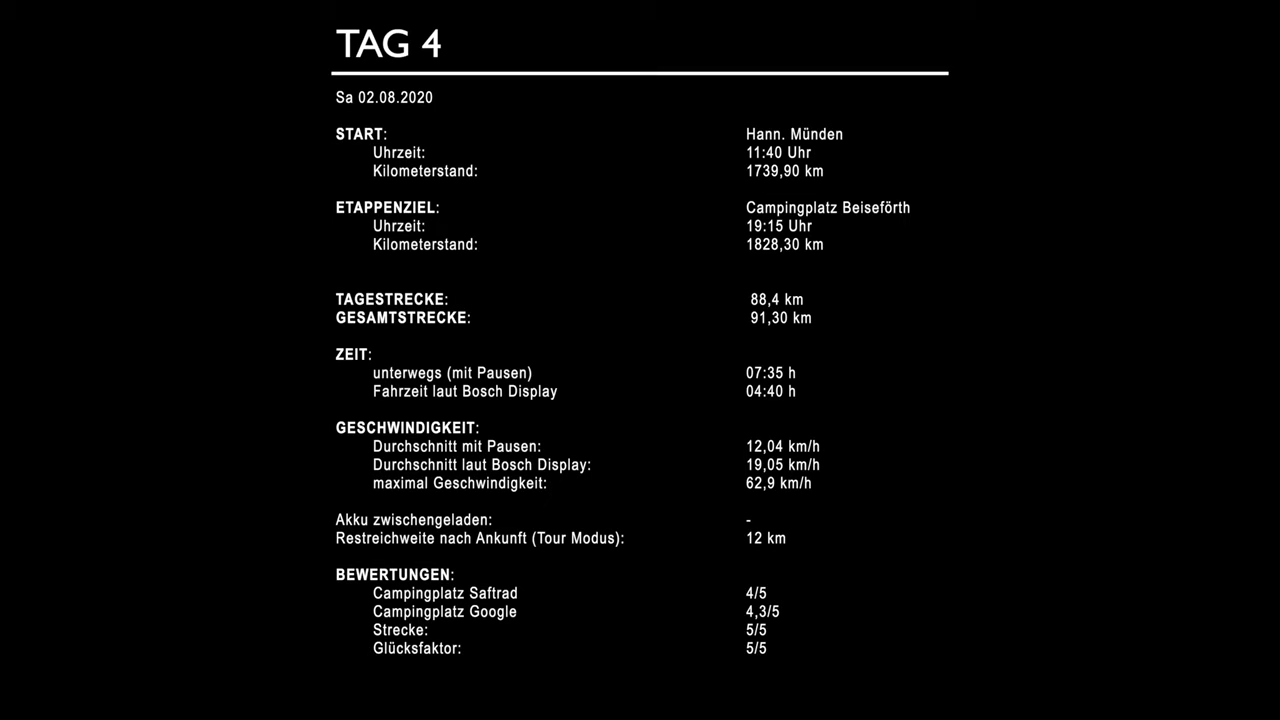 TAG 4
Sa 02.08.2020
START: Hann. Münden
Uhrzeit: 11:40 Uhr
Kilometerstand: 1739,90 km
ETAPPENZIEL: Campingplatz Beiseförth
Uhrzeit: 19:15 Uhr
Kilometerstand: 1828,30 km
TAGESTRECKE: 88,4 km
GESAMTSTRECKE: 91,30 km
ZEIT:
unterwegs (mit Pausen) 07:35 h
Fahrzeit laut Bosch Display 04:40 h
GESCHWINDIGKEIT:
Durchschnitt mit Pausen: 12,04 km/h
Durchschnitt laut Bosch Display: 19,05 km/h
maximal Geschwindigkeit: 62,9 km/h
Akku zwischengeladen: -
Restreichweite nach Ankunft (Tour Modus): 12 km
BEWERTUNGEN:
Campingplatz Saftrad 4/5
Campingplatz Google 4,3/5
Strecke: 5/5
Glücksfaktor: 5/5